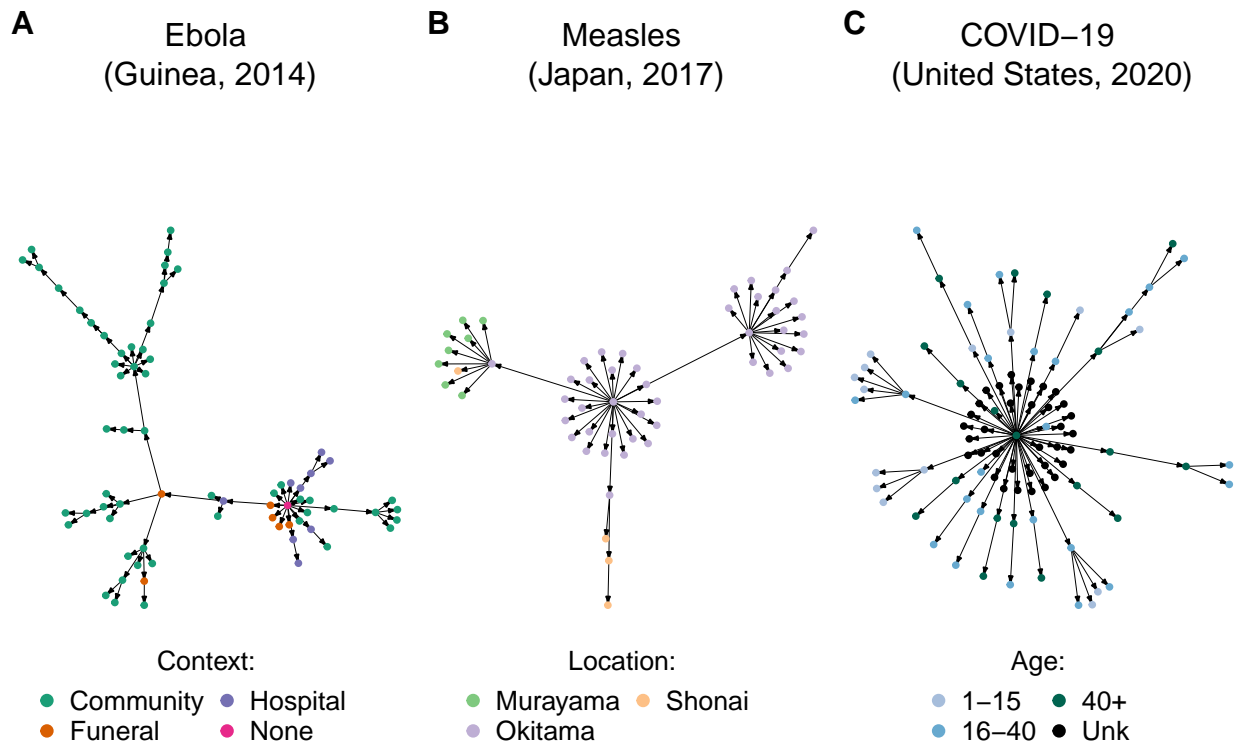 A
Ebola
(Guinea, 2014)
B
Measles
(Japan, 2017)
C
COVID−19
(United States, 2020)
Context:
Community
Hospital
Funeral
None
Location:
Murayama
Shonai
Okitama
Age:
1−15
40+
16−40
Unk